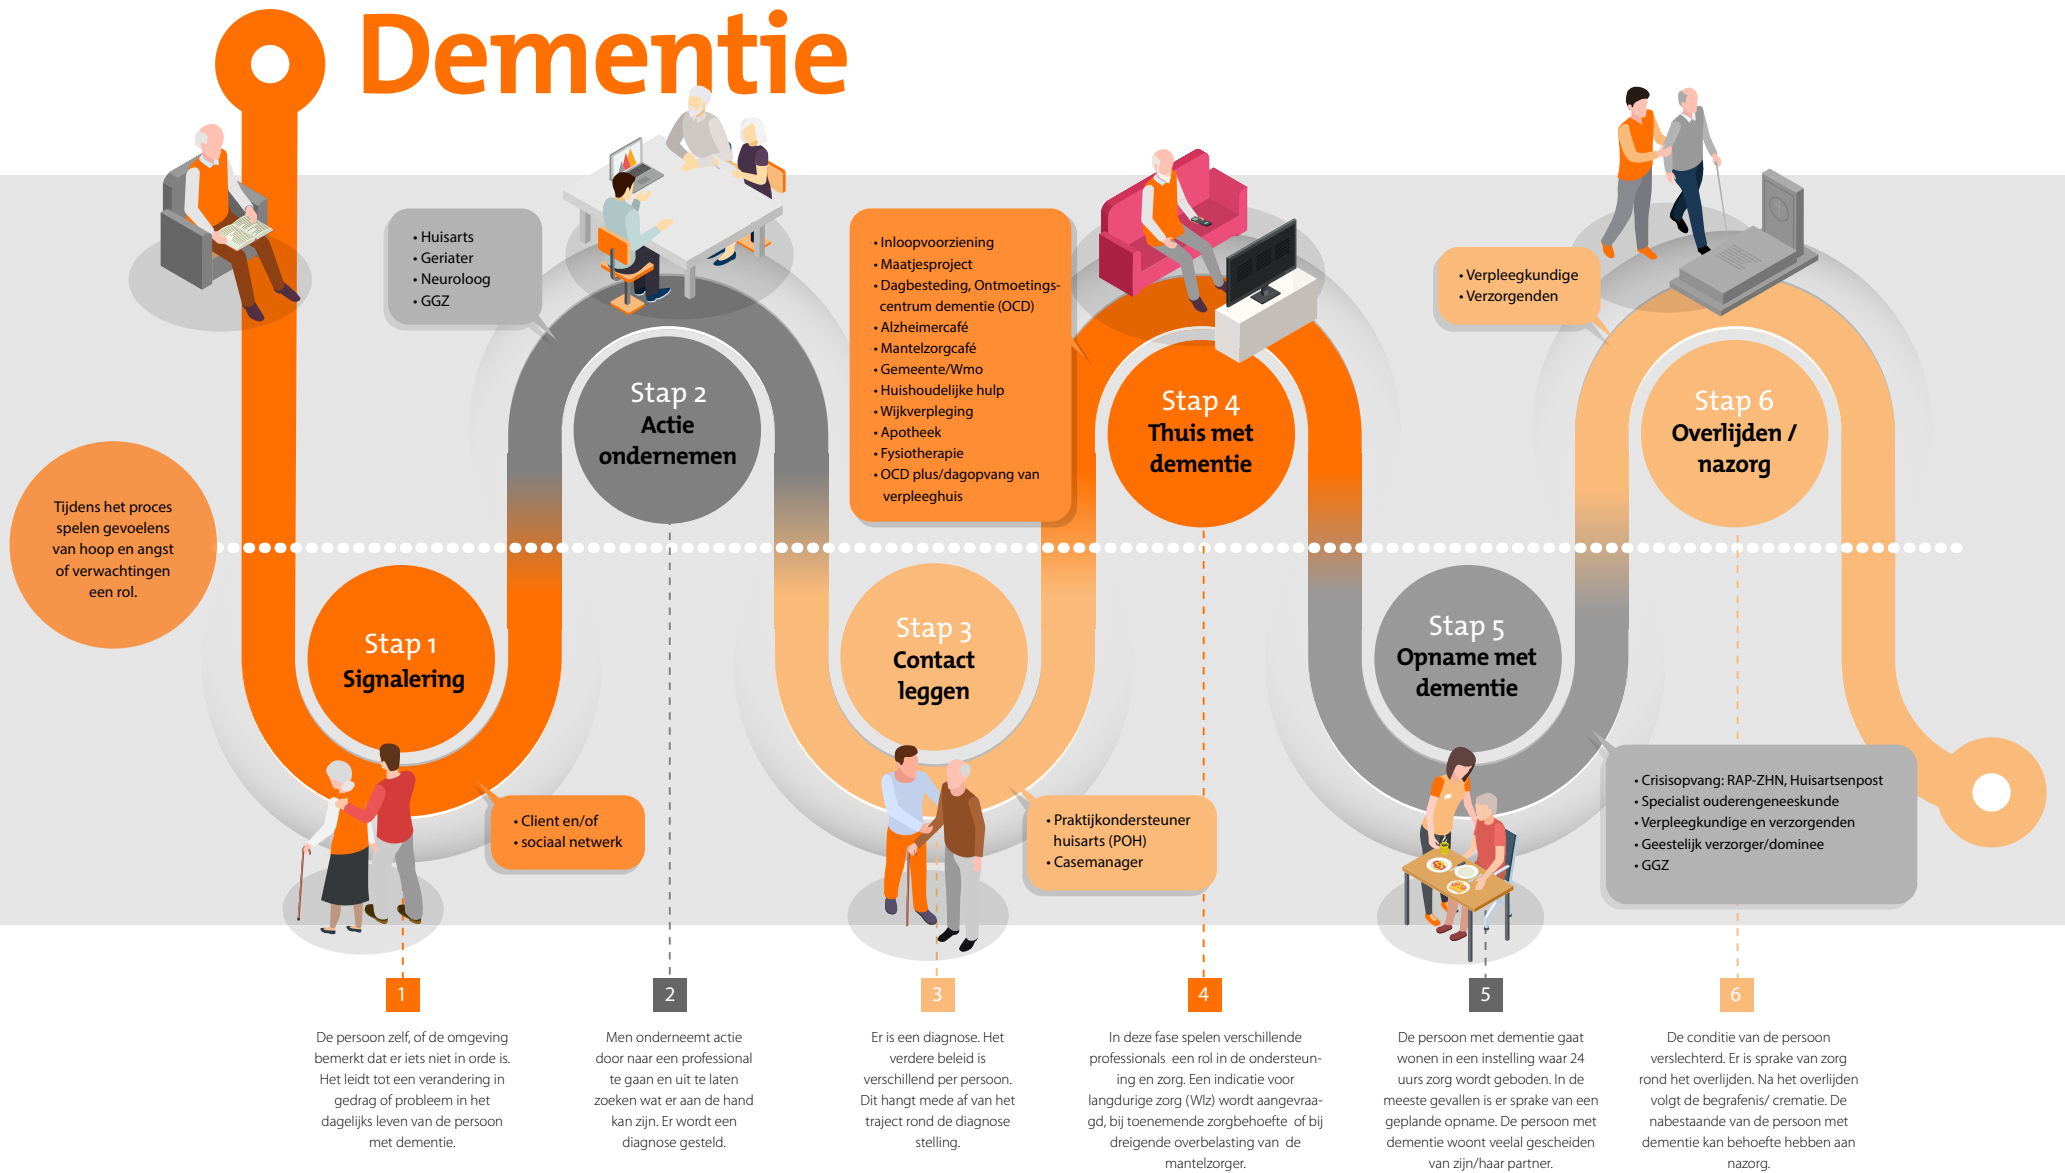 Dementie
• Huisarts
• Geriater
• Neuroloog
• GGZ
• Inloopvoorziening
• Maatjesproject
• Dagbesteding, Ontmoetings-
centrum dementie (OCD)
• Alzheimercafé
• Mantelzorgcafé
• Gemeente/Wmo
• Huishoudelijke hulp
• Wijkverpleging
• Apotheek
• Fysiotherapie
• OCD plus/dagopvang van
verpleeghuis
• Verpleegkundige
• Verzorgenden
Stap 2
Actie
ondernemen
Stap 4
Thuis met
dementie
Stap 6
Overlijden /
nazorg
Tijdens het proces
spelen gevoelens
van hoop en angst
of verwachtingen
een rol.
Stap 1
Signalering
Stap 3
Contact
leggen
Stap 5
Opname met
dementie
• Client en/of
• sociaal netwerk
• Praktijkondersteuner
huisarts (POH)
• Casemanager
• Crisisopvang: RAP-ZHN, Huisartsenpost
• Specialist ouderengeneeskunde
• Verpleegkundige en verzorgenden
• Geestelijk verzorger/dominee
• GGZ
1
De persoon zelf, of de omgeving
bemerkt dat er iets niet in orde is.
Het leidt tot een verandering in
gedrag of probleem in het
dagelijks leven van de persoon
met dementie.
2
Men onderneemt actie
door naar een professional
te gaan en uit te laten
zoeken wat er aan de hand
kan zijn. Er wordt een
diagnose gesteld.
3
Er is een diagnose. Het
verdere beleid is
verschillend per persoon.
Dit hangt mede af van het
traject rond de diagnose
stelling.
4
In deze fase spelen verschillende
professionals een rol in de ondersteun-
ing en zorg. Een indicatie voor
langdurige zorg (Wlz) wordt aangevraa-
gd, bij toenemende zorgbehoefte of bij
dreigende overbelasting van de
mantelzorger.
5
De persoon met dementie gaat
wonen in een instelling waar 24
uurs zorg wordt geboden. In de
meeste gevallen is er sprake van een
geplande opname. De persoon met
dementie woont veelal gescheiden
van zijn/haar partner.
6
De conditie van de persoon
verslechterd. Er is sprake van zorg
rond het overlijden. Na het overlijden
volgt de begrafenis/ crematie. De
nabestaande van de persoon met
dementie kan behoefte hebben aan
nazorg.